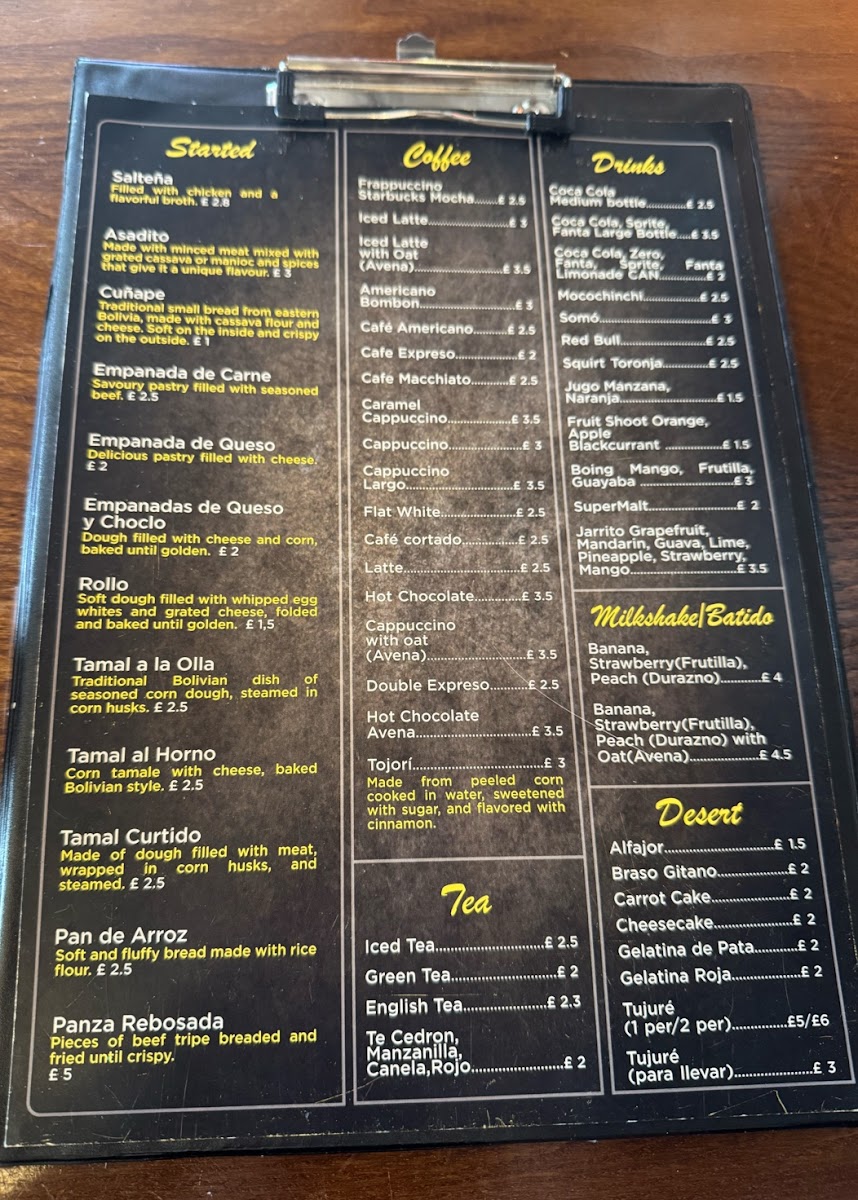 Started
Salteña
Filled with chicken and a
flavorful broth. £ 2.8
Asadito
Made with minced meat mixed with
grated cassava or manioc and spices
that give it a unique flavour. £ 3
Cuñape
Traditional small bread from eastern
Bolivia, made with cassava flour and
cheese. Soft on the inside and crispy
on the outside. £ 1
Empanada de Carne
Savoury pastry filled with seasoned
beef. £ 2.5
Empanada de Queso
Delicious pastry filled with cheese.
£ 2
Empanadas de Queso
y Choclo
Dough filled with cheese and corn,
baked until golden. £ 2
Rollo
Soft dough filled with whipped egg
whites and grated cheese, folded
and baked until golden. £ 1,5
Tamal a la Olla
Traditional Bolivian dish of
seasoned corn dough, steamed in
corn husks. £ 2.5
Tamal al Horno
Corn tamale with cheese, baked
Bolivian style. £ 2.5
Tamal Curtido
Made of dough filled with meat,
wrapped in corn husks, and
steamed. £ 2.5
Pan de Arroz
Soft and fluffy bread made with rice
flour. £ 2.5
Panza Rebosada
Pieces of beef tripe breaded and
fried until crispy.
£ 5
Coffee
Frappuccino
Starbucks Mocha.......£ 2.5
Iced Latte....................£ 3
Iced Latte
with Oat
(Avena)......................£ 3.5
Americano
Bombon.......................£ 3
Café Americano.........£ 2.5
Cafe Expreso...............£ 2
Cafe Macchiato..........£ 2.5
Caramel
Cappuccino................£ 3.5
Cappuccino..................£ 3
Cappuccino
Largo...........................£ 3.5
Flat White...................£ 2.5
Café cortado..............£ 2.5
Latte............................£ 2.5
Hot Chocolate.............£ 3.5
Cappuccino
with oat
(Avena)........................£ 3.5
Double Expreso..........£ 2.5
Hot Chocolate
Avena...........................£ 3.5
Tojorí..............................£ 3
Made from peeled corn
cooked in water, sweetened
with sugar, and flavored with
cinnamon.
Tea
Iced Tea.........................£ 2.5
Green Tea........................£ 2
English Tea...................£ 2.3
Te Cedron,
Manzanilla,
Canela,Rojo.....................£ 2
Drinks
Coca Cola
Medium bottle............£ 2.5
Coca Cola, Sprite,
Fanta Large Bottle....£ 3.5
Coca Cola, Zero,
Fanta, Sprite, Fanta
Limonade CAN..............£ 2
Mocochinchi................£ 2.5
Somó...............................£ 3
Red Bull.......................£ 2.5
Squirt Toronja.............£ 2.5
Jugo Manzana,
Naranja........................£ 1.5
Fruit Shoot Orange,
Apple
Blackcurrant ................£ 1.5
Boing Mango, Frutilla,
Guayaba ........................£ 3
SuperMalt.......................£ 2
Jarrito Grapefruit,
Mandarin, Guava, Lime,
Pineapple, Strawberry,
Mango.........................£ 3.5
Milkshake/Batido
Banana,
Strawberry(Frutilla),
Peach (Durazno)..........£ 4
Banana,
Strawberry(Frutilla),
Peach (Durazno) with
Oat(Avena)................£ 4.5
Desert
Alfajor.........................£ 1.5
Braso Gitano................£ 2
Carrot Cake..................£ 2
Cheesecake..................£ 2
Gelatina de Pata..........£ 2
Gelatina Roja................£ 2
Tujuré
(1 per/2 per).............£5/£6
Tujuré
(para llevar)...................£ 3